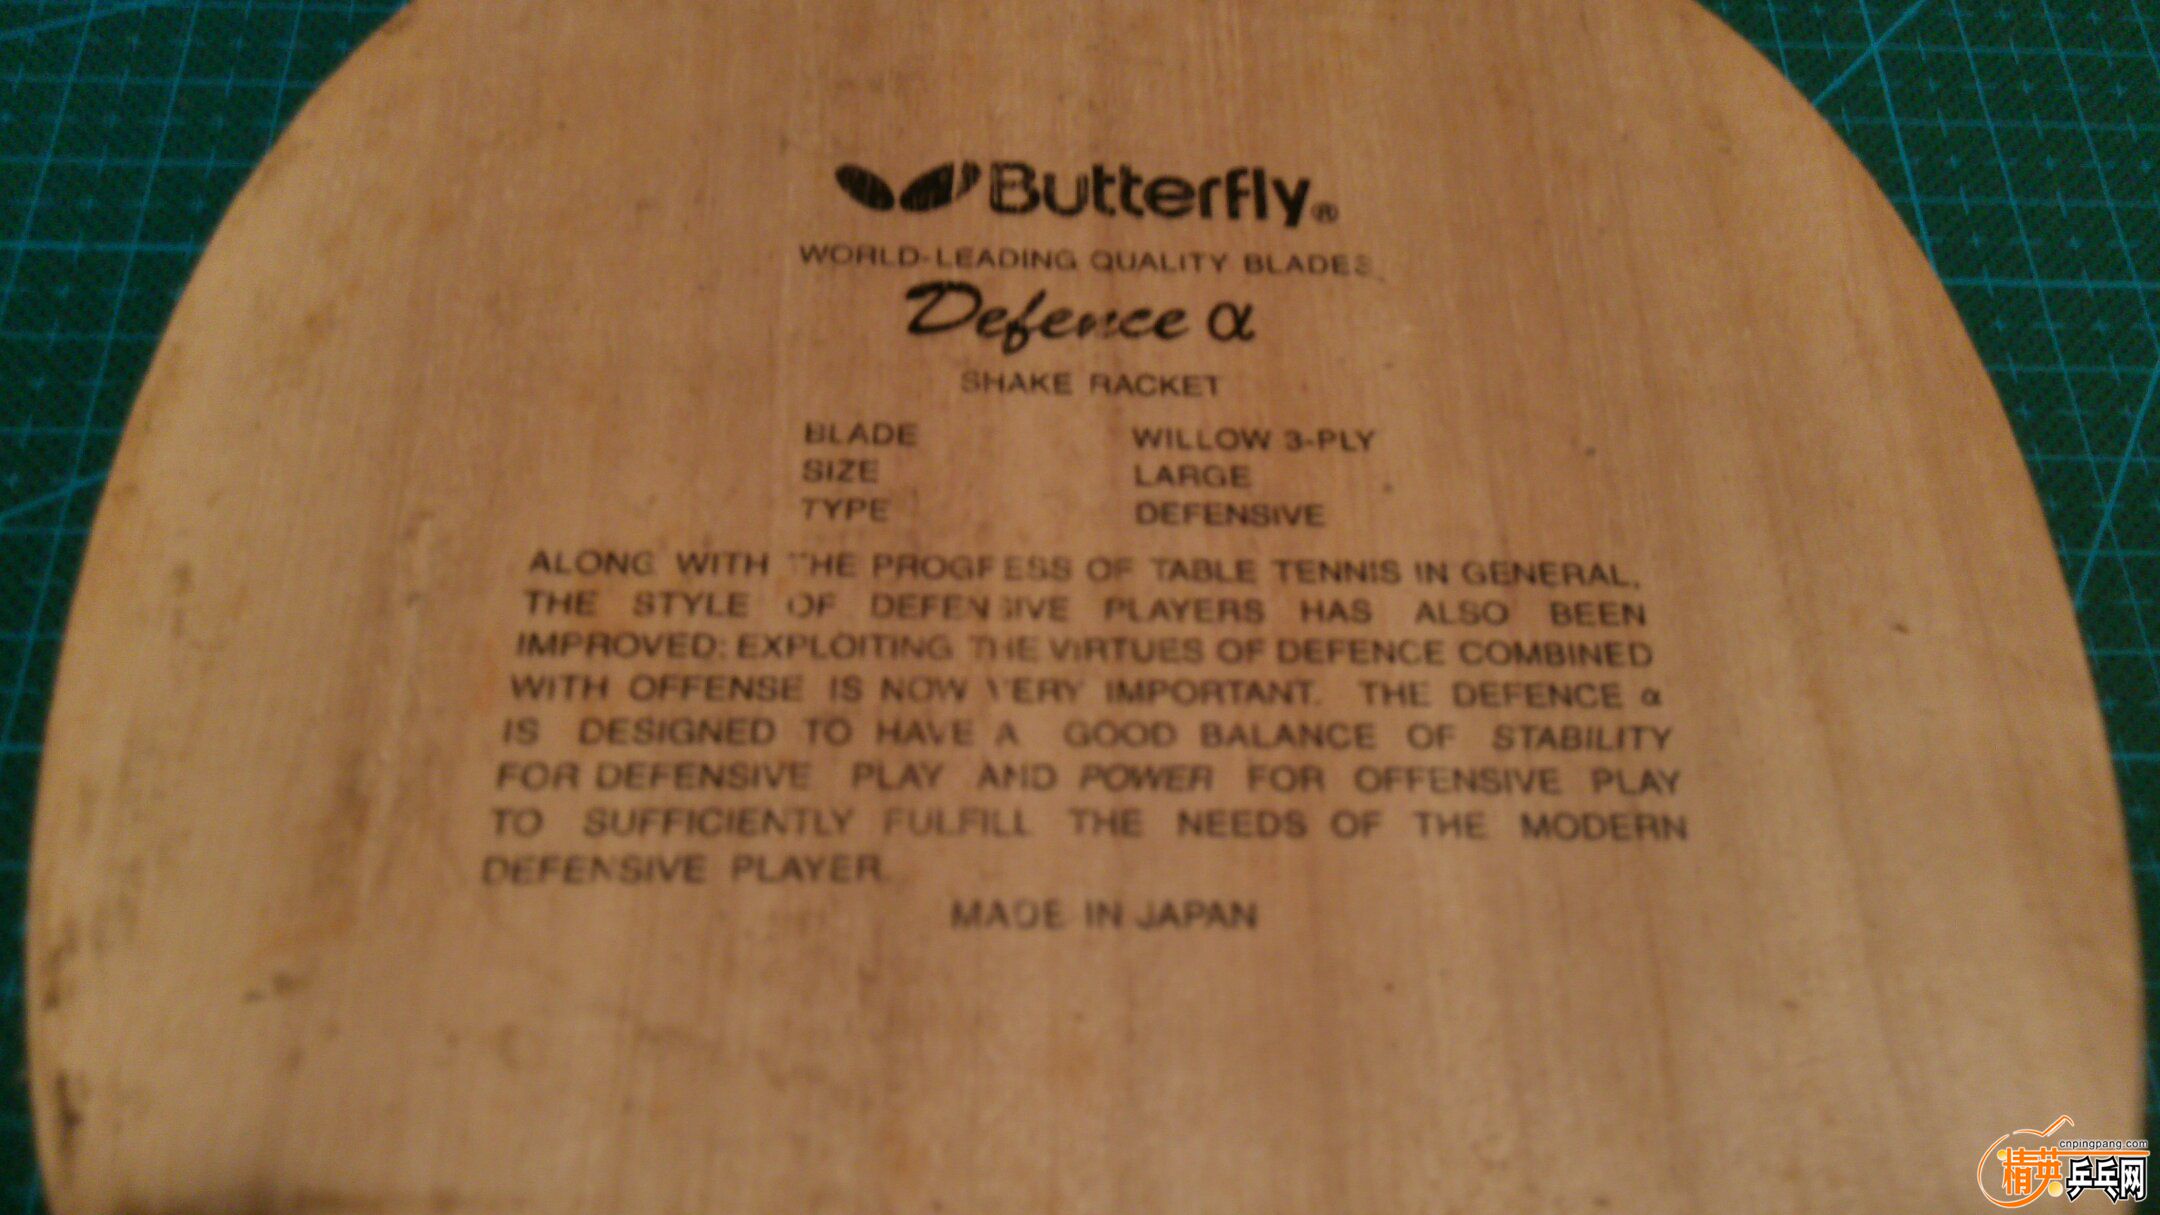 Butterfly®
WORLD-LEADING QUALITY BLADES
Defence α
SHAKE RACKET
BLADE WILLOW 3-PLY
SIZE LARGE
TYPE DEFENSIVE
ALONG WITH THE PROGRESS OF TABLE TENNIS IN GENERAL,
THE STYLE OF DEFENSIVE PLAYERS HAS ALSO BEEN
IMPROVED: EXPLOITING THE VIRTUES OF DEFENCE COMBINED
WITH OFFENSE IS NOW VERY IMPORTANT. THE DEFENCE α
IS DESIGNED TO HAVE A GOOD BALANCE OF STABILITY
FOR DEFENSIVE PLAY AND POWER FOR OFFENSIVE PLAY
TO SUFFICIENTLY FULFILL THE NEEDS OF THE MODERN
DEFENSIVE PLAYER.
MADE IN JAPAN
cnpingpang.com
精英乒乓网